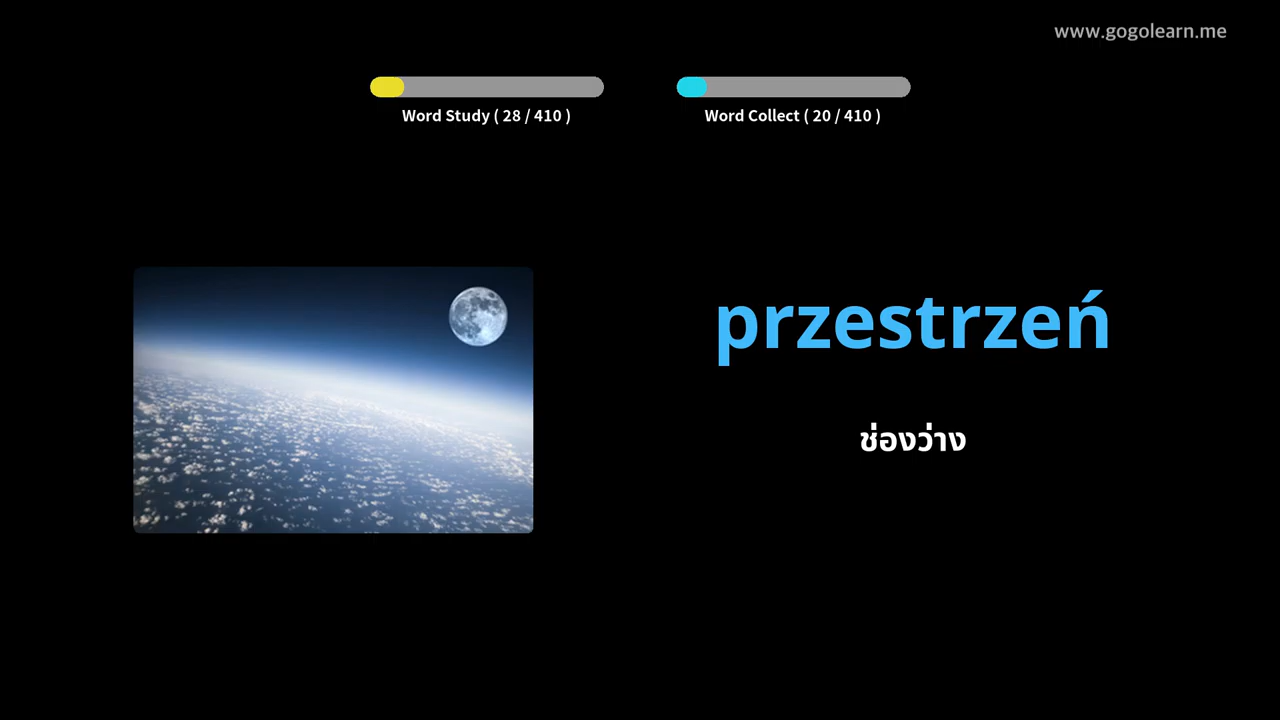 www.gogolearn.me
Word Study ( 28 / 410 )
Word Collect ( 20 / 410 )
przestrzeń
ช่องว่าง